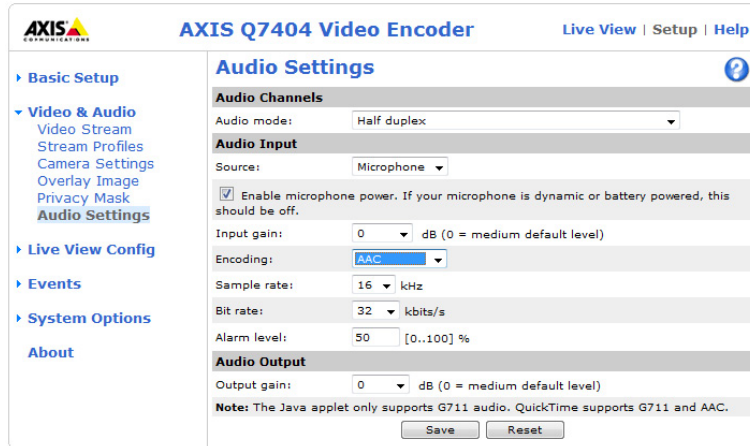 AXIS
COMMUNICATIONS
AXIS Q7404 Video Encoder
Live View | Setup | Help
Basic Setup
Video & Audio
Video Stream
Stream Profiles
Camera Settings
Overlay Image
Privacy Mask
Audio Settings
Live View Config
Events
System Options
About
Audio Settings
?
Audio Channels
Audio mode: Half duplex
Audio Input
Source: Microphone
Enable microphone power. If your microphone is dynamic or battery powered, this
should be off.
Input gain: 0 dB (0 = medium default level)
Encoding: AAC
Sample rate: 16 kHz
Bit rate: 32 kbits/s
Alarm level: 50 [0..100] %
Audio Output
Output gain: 0 dB (0 = medium default level)
Note: The Java applet only supports G711 audio. QuickTime supports G711 and AAC.
Save Reset